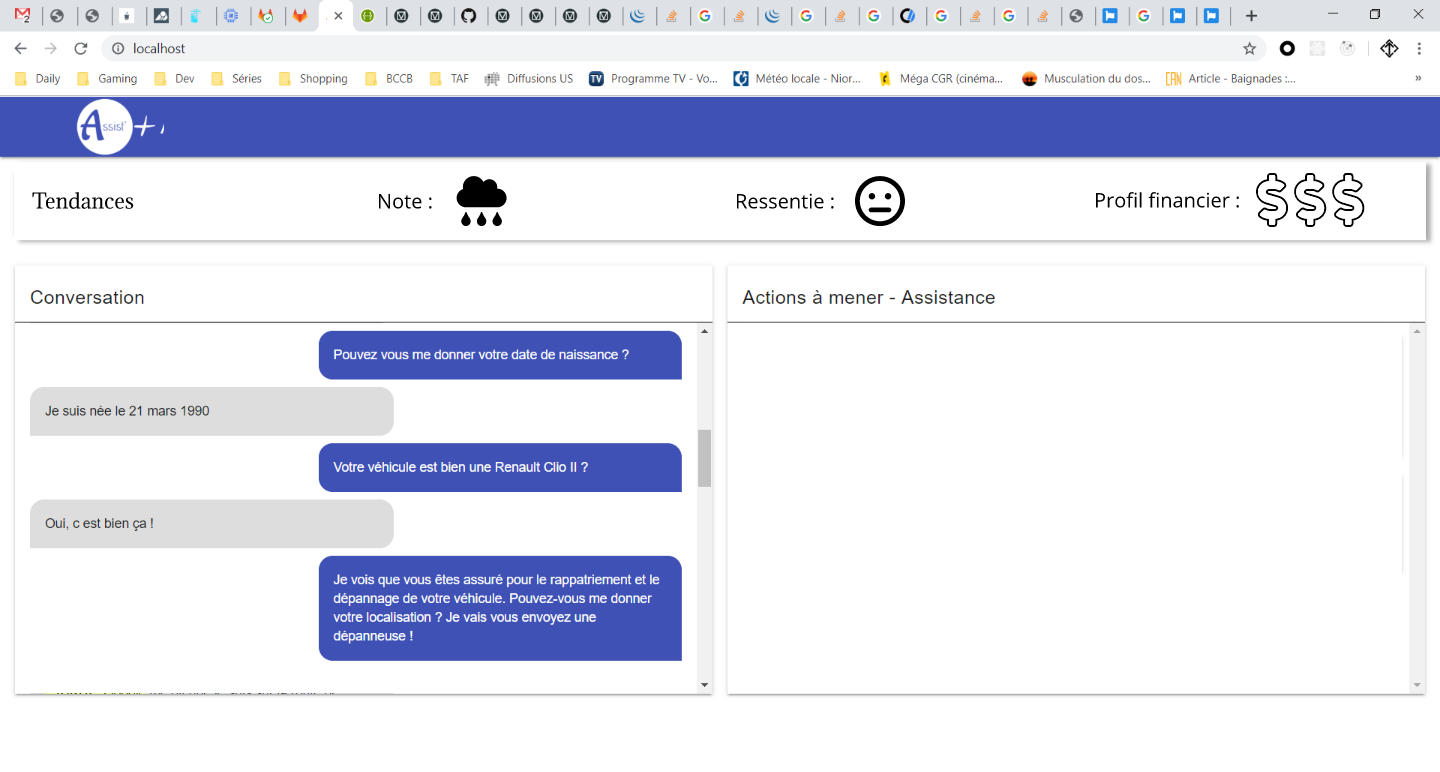 localhost
Daily
Gaming
Dev
Séries
Shopping
BCCB
TAF
Diffusions US
Programme TV - Vo...
Météo locale - Nior...
Méga CGR (cinéma...
Musculation du dos...
Article - Baignades :...
»
Assist'+
Tendances
Note :
Ressentie :
Profil financier :
Conversation
Actions à mener - Assistance
Pouvez vous me donner votre date de naissance ?
Je suis née le 21 mars 1990
Votre véhicule est bien une Renault Clio II ?
Oui, c est bien ça !
Je vois que vous êtes assuré pour le rappatriement et le
dépannage de votre véhicule. Pouvez-vous me donner
votre localisation ? Je vais vous envoyez une
dépanneuse !